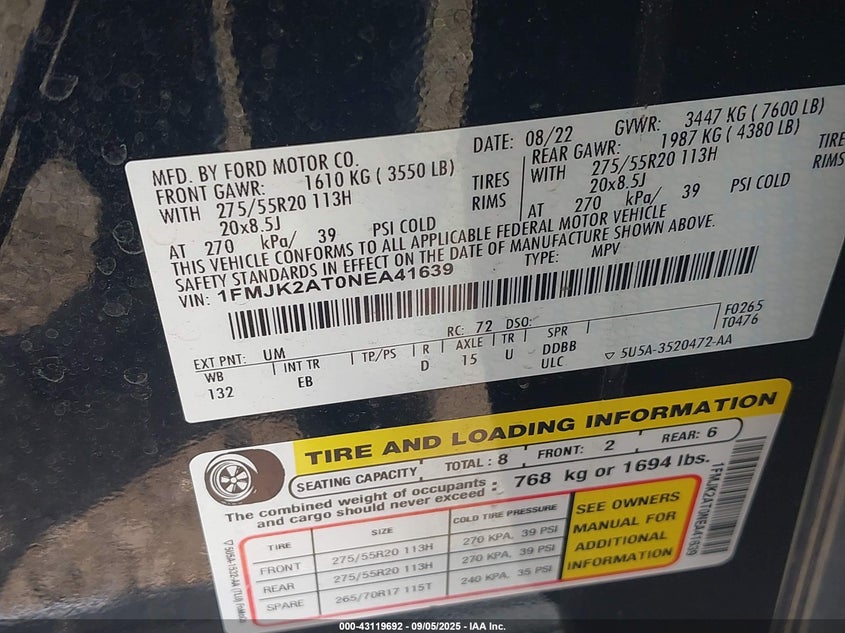 MFD. BY FORD MOTOR CO.
DATE: 08/22 GVWR: 3447 KG ( 7600 LB)
FRONT GAWR: 1610 KG ( 3550 LB)
REAR GAWR: 1987 KG ( 4380 LB)
WITH 275/55R20 113H TIRES
WITH 275/55R20 113H TIRE
20x8.5J RIMS
20x8.5J RIMS
AT 270 kPa/ 39 PSI COLD
AT 270 kPa/ 39 PSI COLD
THIS VEHICLE CONFORMS TO ALL APPLICABLE FEDERAL MOTOR VEHICLE
SAFETY STANDARDS IN EFFECT ON THE DATE OF MANUFACTURE SHOWN ABOVE.
VIN: 1FMJK2AT0NEA41639
TYPE: MPV
F0265
T0476
EXT PNT: UM RC: 72 DSO:
WB INT TR TP/PS R AXLE TR SPR
132 EB D 15 U DDBB
ULC
▽ 5U5A-3520472-AA
TIRE AND LOADING INFORMATION
SEATING CAPACITY TOTAL : 8 FRONT: 2 REAR: 6
The combined weight of occupants and cargo should never exceed : 768 kg or 1694 lbs.
TIRE SIZE COLD TIRE PRESSURE
FRONT 275/55R20 113H 270 KPA, 39 PSI
REAR 275/55R20 113H 270 KPA, 39 PSI
SPARE 265/70R17 115T 240 KPA, 35 PSI
SEE OWNERS
MANUAL FOR
ADDITIONAL
INFORMATION
1FMJK2AT0NEA41639
000-43119692 - 09/05/2025 - IAA Inc.